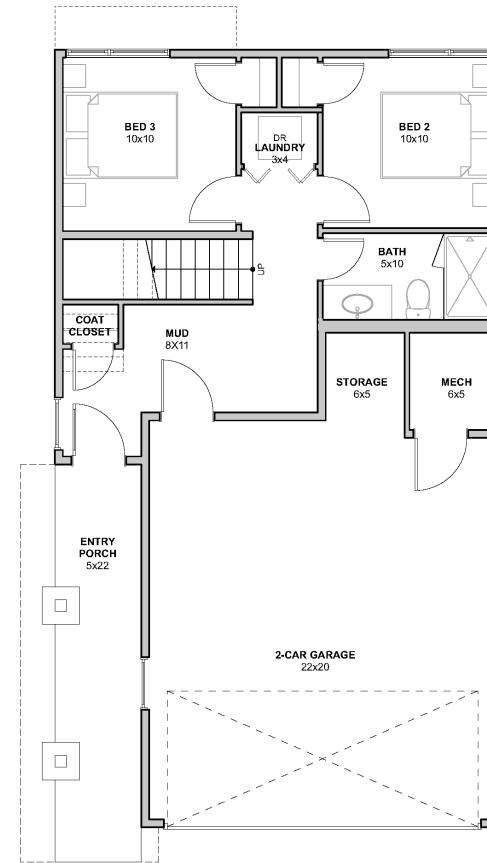 BED 3
10x10
DR
LAUNDRY
3x4
BED 2
10x10
BATH
5x10
UP
COAT
CLOSET
MUD
8X11
STORAGE
6x5
MECH
6x5
ENTRY
PORCH
5x22
2-CAR GARAGE
22x20